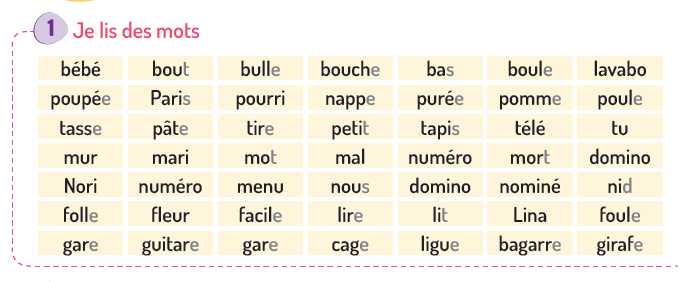 1 Je lis des mots
bébé bout bulle bouche bas boule lavabo
poupée Paris pourri nappe purée pomme poule
tasse pâte tire petit tapis télé tu
mur mari mot mal numéro mort domino
Nori numéro menu nous domino nominé nid
folle fleur facile lire lit Lina foule
gare guitare gare cage ligue bagarre girafe